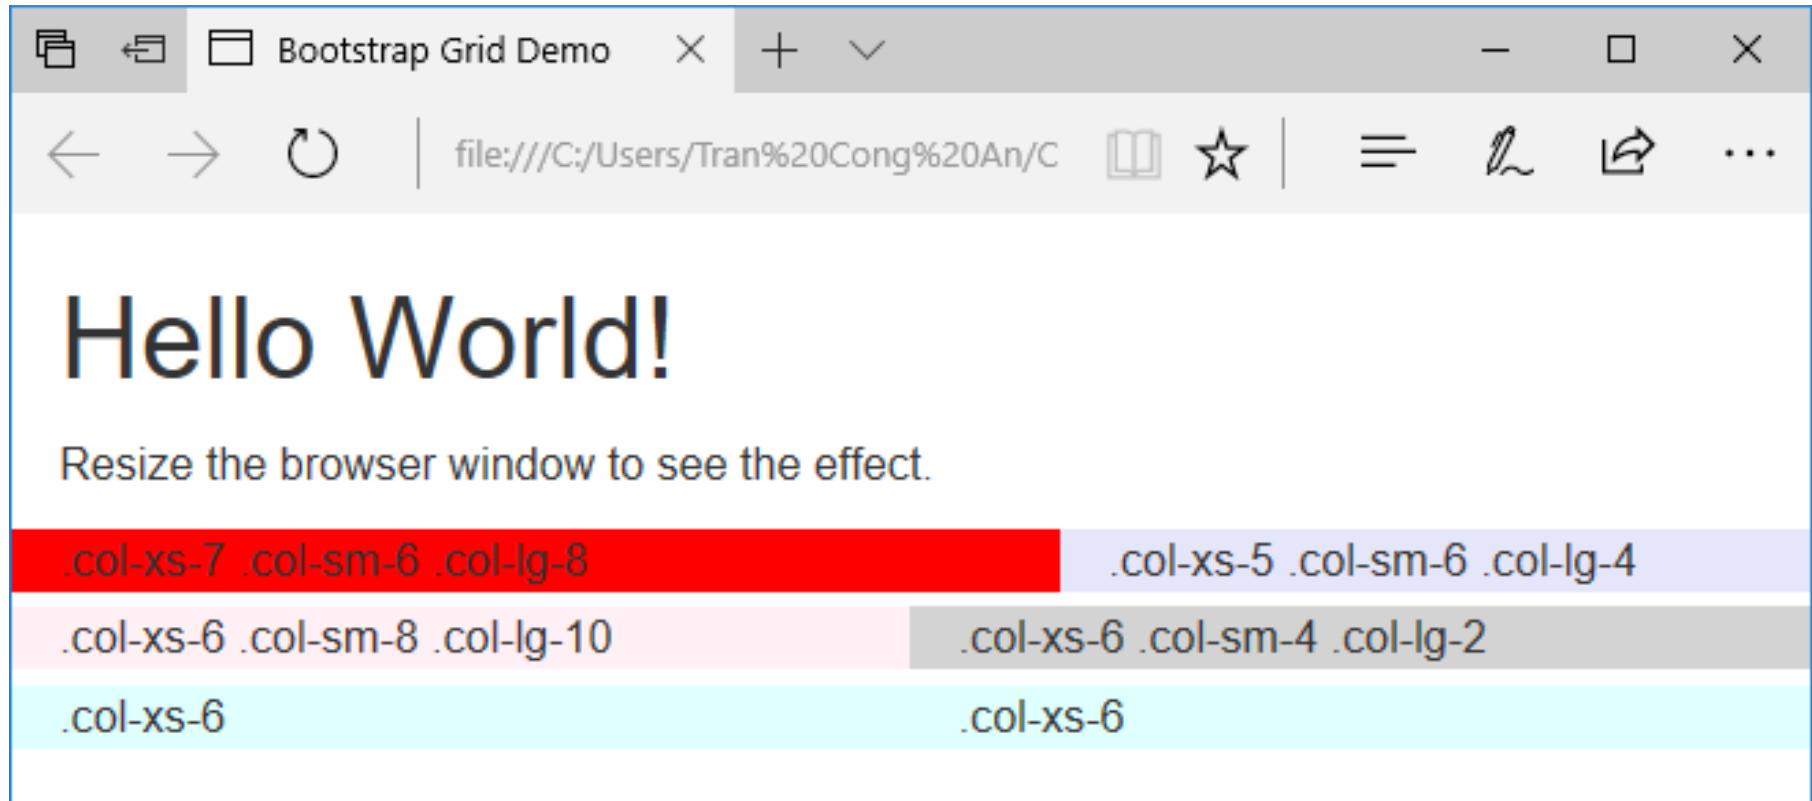 Bootstrap Grid Demo
file:///C:/Users/Tran%20Cong%20An/C
Hello World!
Resize the browser window to see the effect.
.col-xs-7 .col-sm-6 .col-lg-8 .col-xs-5 .col-sm-6 .col-lg-4
.col-xs-6 .col-sm-8 .col-lg-10 .col-xs-6 .col-sm-4 .col-lg-2
.col-xs-6 .col-xs-6